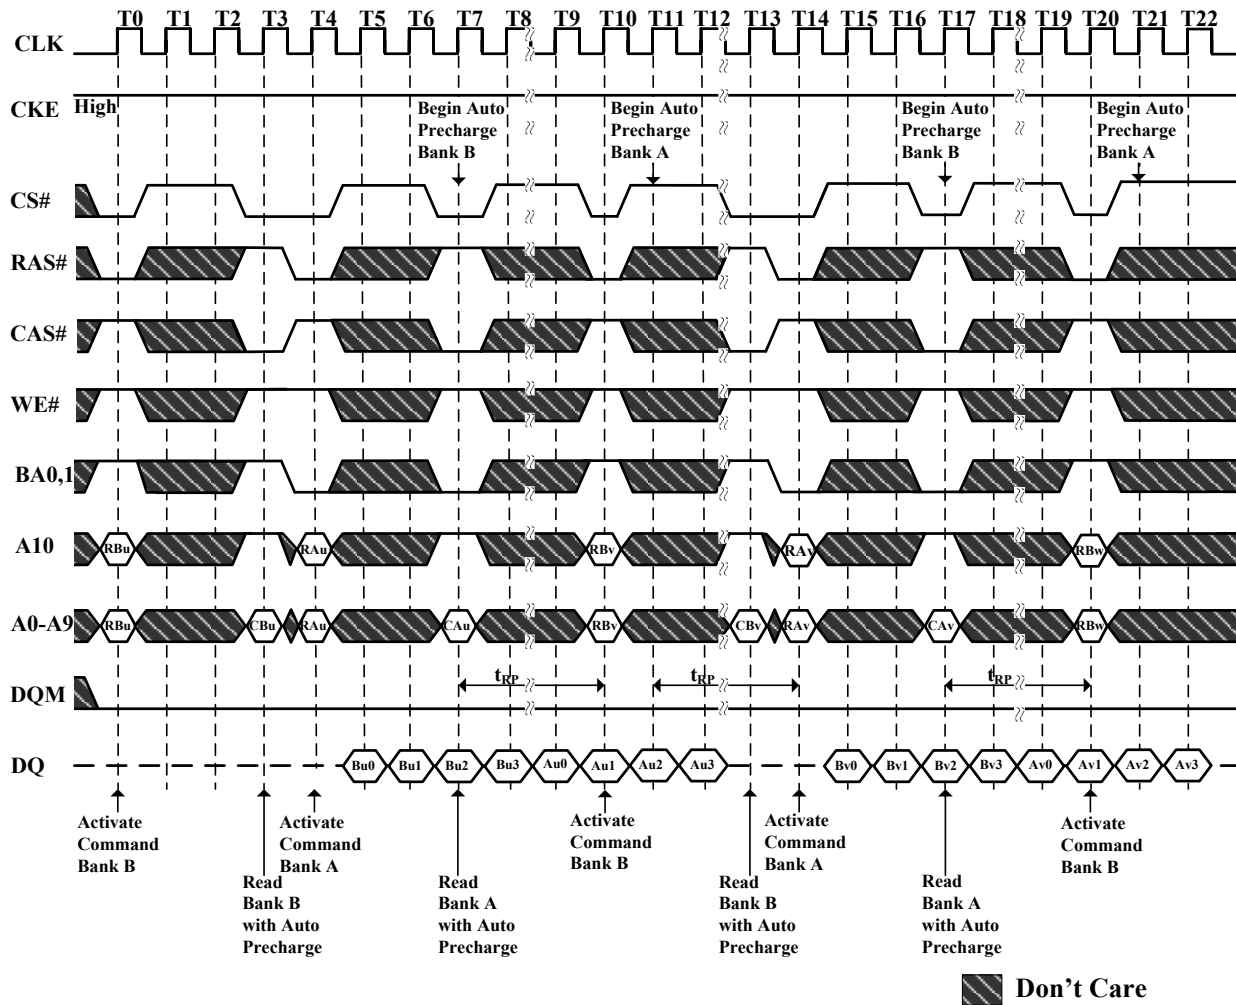 T0 T1 T2 T3 T4 T5 T6 T7 T8 T9 T10 T11 T12 T13 T14 T15 T16 T17 T18 T19 T20 T21 T22
CLK
CKE
High
Begin Auto
Precharge
Bank B
Begin Auto
Precharge
Bank A
Begin Auto
Precharge
Bank B
Begin Auto
Precharge
Bank A
CS#
RAS#
CAS#
WE#
BA0,1
A10
RBu RAu RBv RAv RBw
A0-A9
RBu CBu RAu CAu RBv CBv RAv CAv RBw
DQM
tRP tRP tRP
DQ
Bu0 Bu1 Bu2 Bu3 Au0 Au1 Au2 Au3 Bv0 Bv1 Bv2 Bv3 Av0 Av1 Av2 Av3
Activate
Command
Bank B
Activate
Command
Bank A
Activate
Command
Bank B
Activate
Command
Bank A
Activate
Command
Bank B
Read
Bank B
with Auto
Precharge
Read
Bank A
with Auto
Precharge
Read
Bank B
with Auto
Precharge
Read
Bank A
with Auto
Precharge
Don't Care